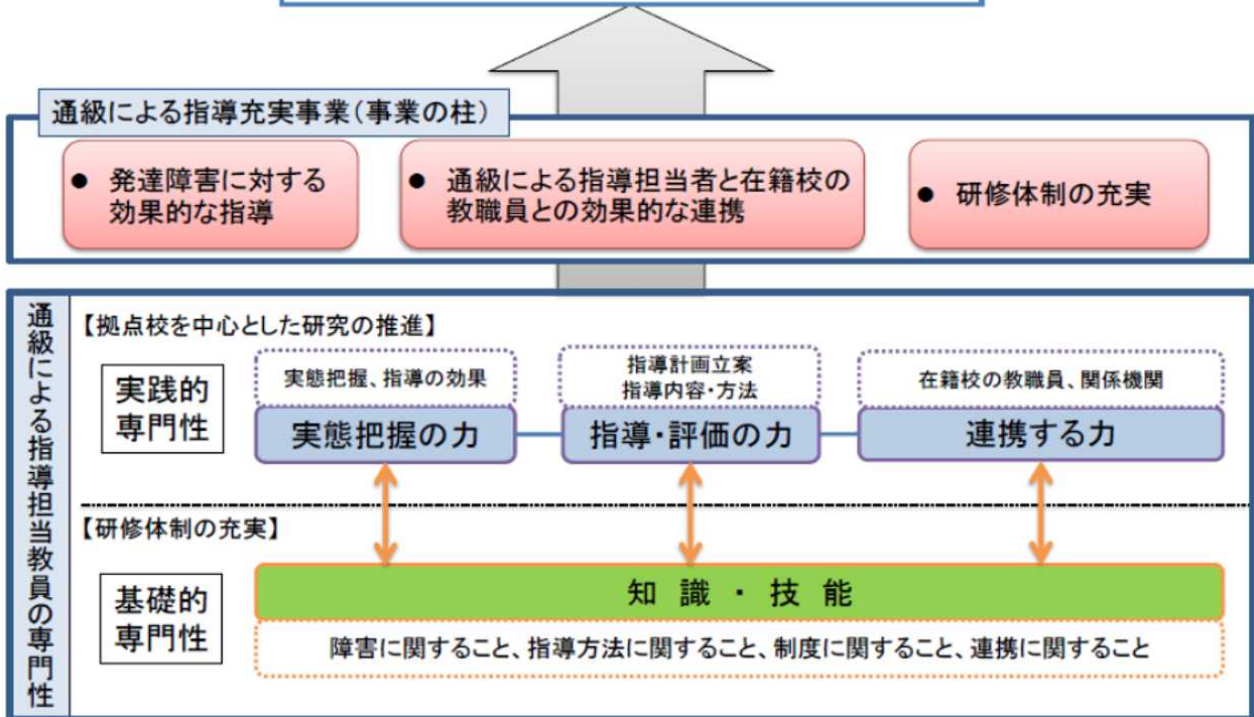 通級による指導充実事業(事業の柱)
● 発達障害に対する
効果的な指導
● 通級による指導担当者と在籍校の
教職員との効果的な連携
● 研修体制の充実
通級による指導担当教員の専門性
【拠点校を中心とした研究の推進】
実践的
専門性
実態把握、指導の効果
実態把握の力
指導計画立案
指導内容・方法
指導・評価の力
在籍校の教職員、関係機関
連携する力
【研修体制の充実】
基礎的
専門性
知 識 ・ 技 能
障害に関すること、指導方法に関すること、制度に関すること、連携に関すること